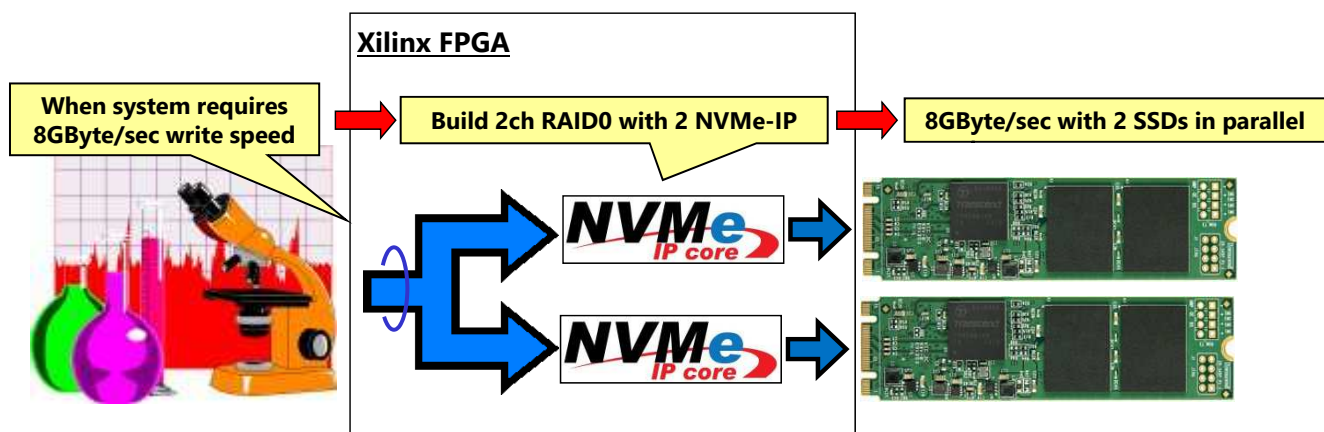 Xilinx FPGA
When system requires
8GByte/sec write speed
Build 2ch RAID0 with 2 NVMe-IP
8GByte/sec with 2 SSDs in parallel
NVMe
IP core
NVMe
IP core